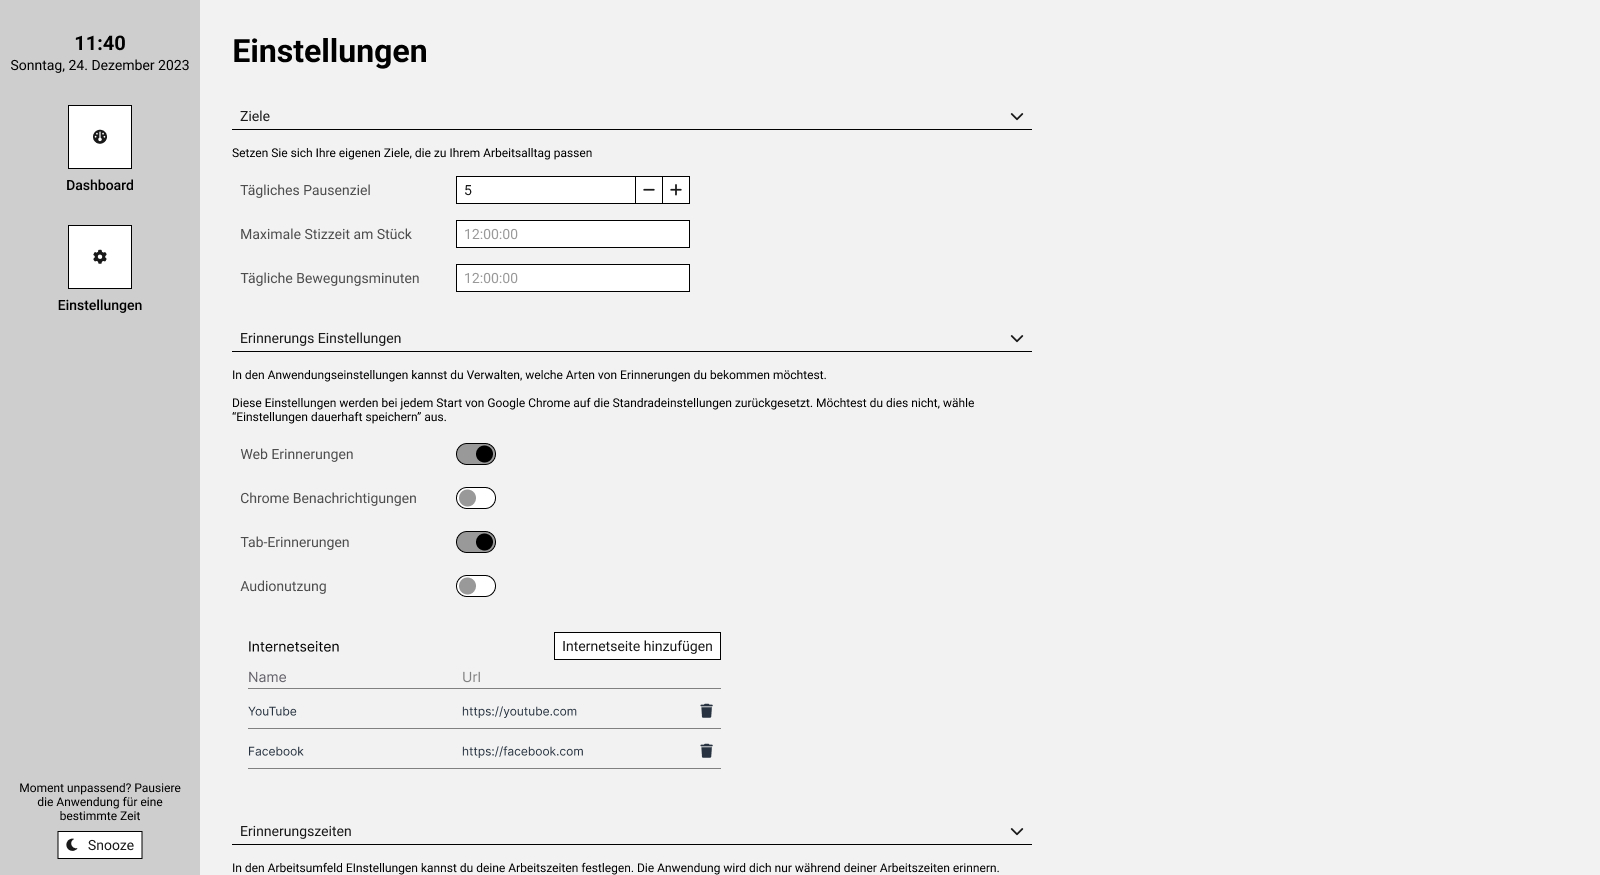 11:40
Sonntag, 24. Dezember 2023
Dashboard
Einstellungen
Moment unpassend? Pausiere
die Anwendung für eine
bestimmte Zeit
Snooze
Einstellungen
Ziele
Setzen Sie sich Ihre eigenen Ziele, die zu Ihrem Arbeitsalltag passen
Tägliches Pausenziel 5
Maximale Stizzeit am Stück 12:00:00
Tägliche Bewegungsminuten 12:00:00
Erinnerungs Einstellungen
In den Anwendungseinstellungen kannst du Verwalten, welche Arten von Erinnerungen du bekommen möchtest.
Diese Einstellungen werden bei jedem Start von Google Chrome auf die Standradeinstellungen zurückgesetzt. Möchtest du dies nicht, wähle
“Einstellungen dauerhaft speichern” aus.
Web Erinnerungen
Chrome Benachrichtigungen
Tab-Erinnerungen
Audionutzung
Internetseiten Internetseite hinzufügen
Name Url
YouTube https://youtube.com
Facebook https://facebook.com
Erinnerungszeiten
In den Arbeitsumfeld EInstellungen kannst du deine Arbeitszeiten festlegen. Die Anwendung wird dich nur während deiner Arbeitszeiten erinnern.